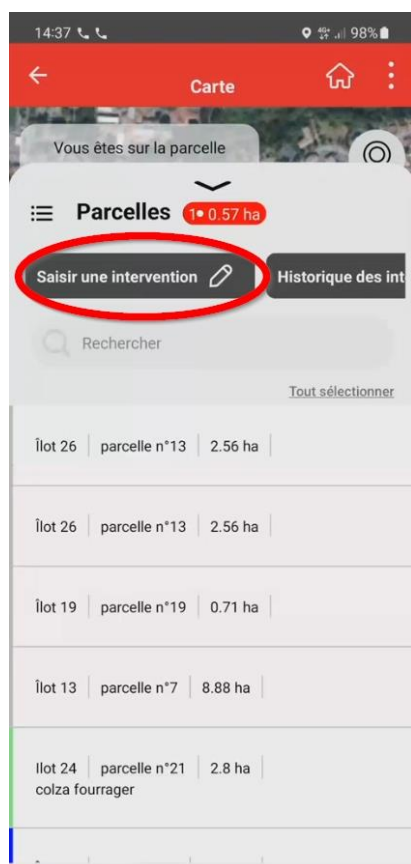 14:37 98%
Carte
Vous êtes sur la parcelle
Parcelles 1• 0.57 ha
Saisir une intervention Historique des int
Rechercher
Tout sélectionner
Îlot 26 parcelle n°13 2.56 ha
Îlot 26 parcelle n°13 2.56 ha
Îlot 19 parcelle n°19 0.71 ha
Îlot 13 parcelle n°7 8.88 ha
Ilot 24 parcelle n°21 2.8 ha
colza fourrager